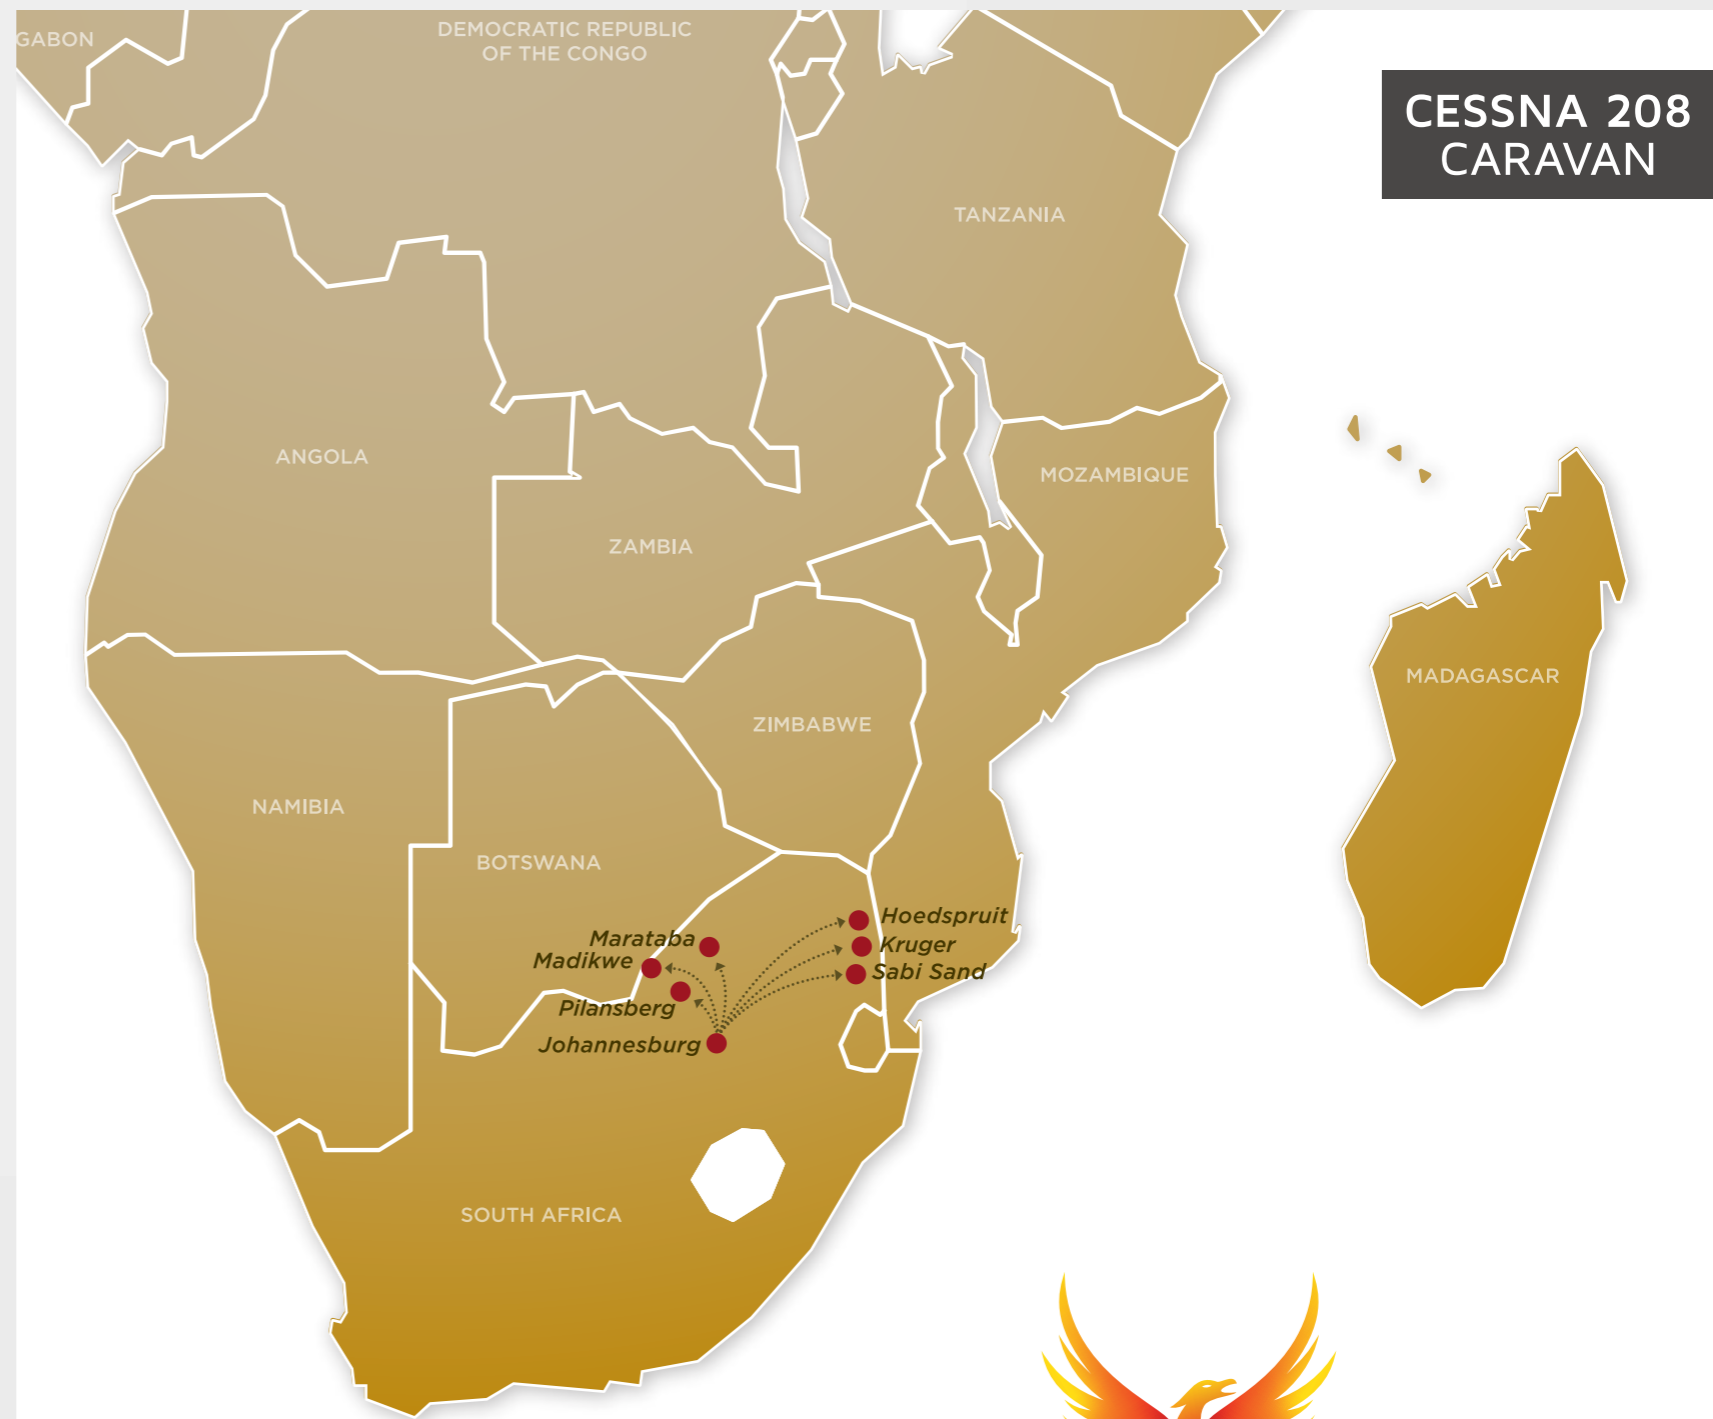 GABON
DEMOCRATIC REPUBLIC
OF THE CONGO
CESSNA 208
CARAVAN
TANZANIA
ANGOLA
MOZAMBIQUE
ZAMBIA
MADAGASCAR
ZIMBABWE
NAMIBIA
BOTSWANA
Hoedspruit
Marataba
Kruger
Madikwe
Sabi Sand
Pilansberg
Johannesburg
SOUTH AFRICA